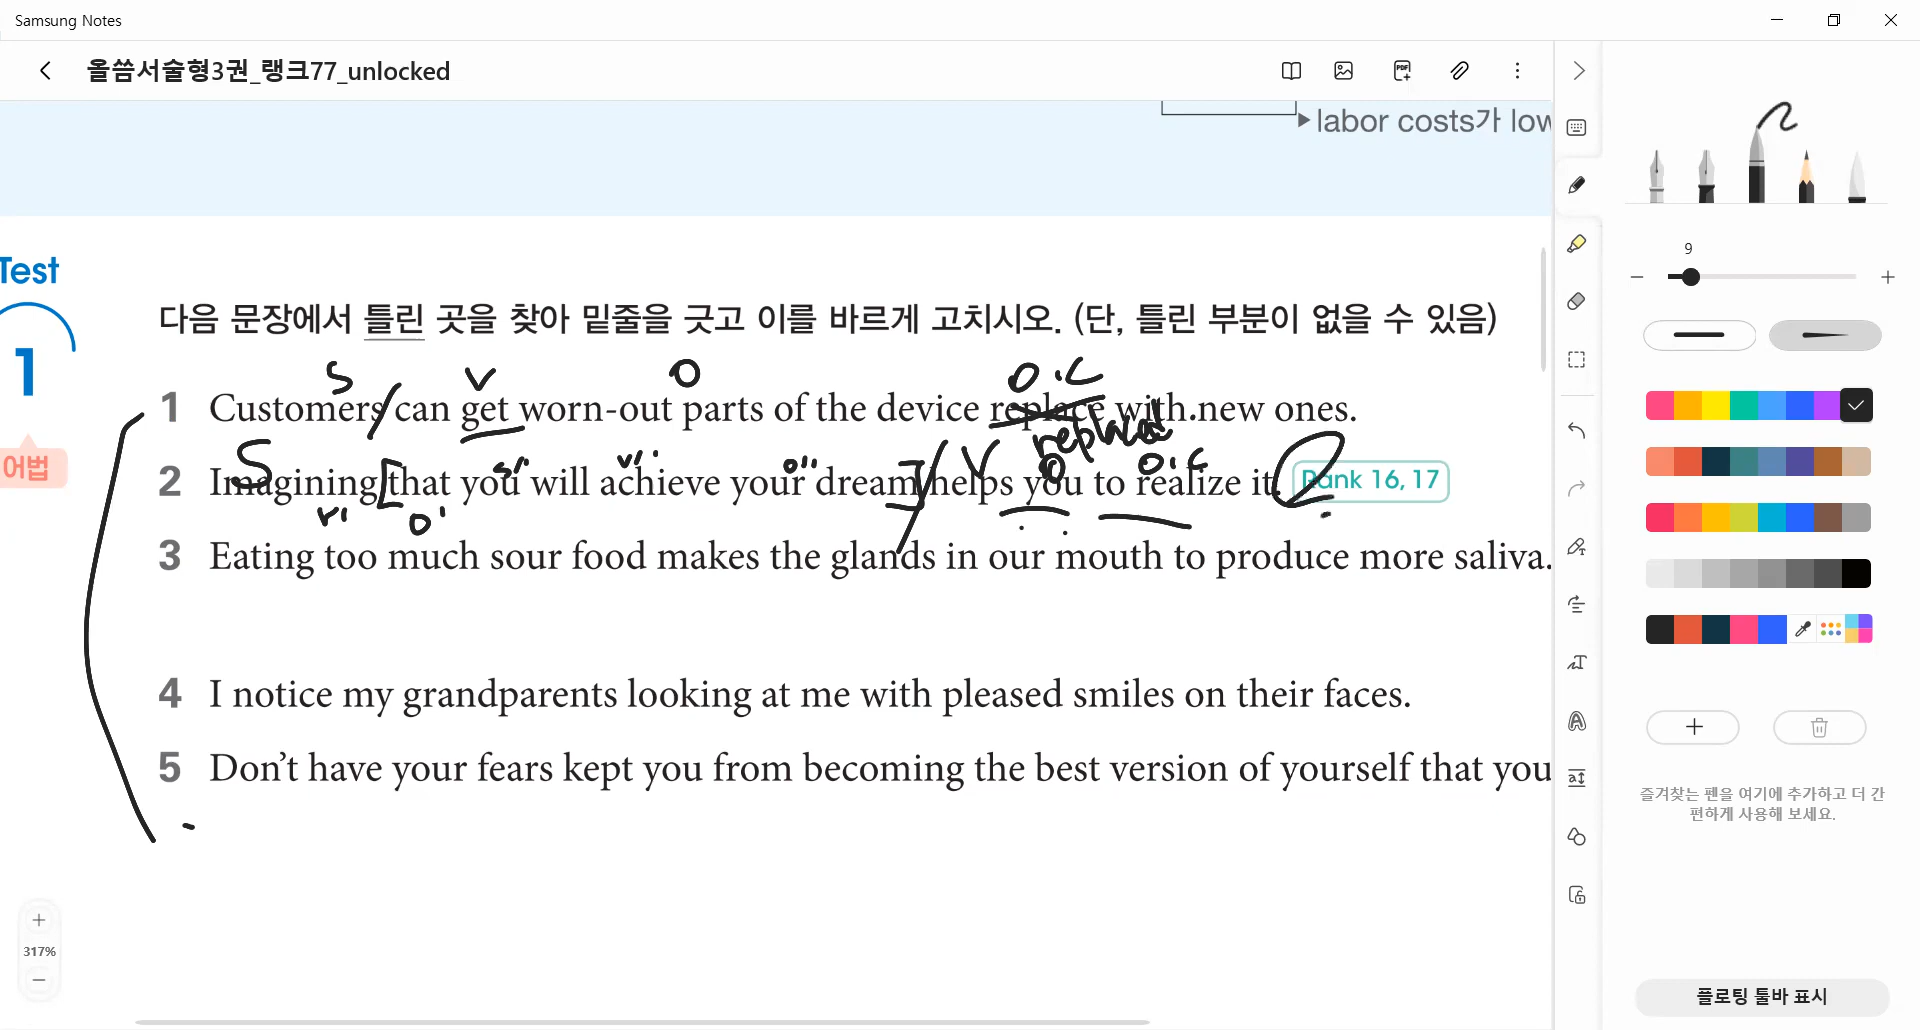 Samsung Notes
올씀서술형3권_랭크77_unlocked
labor costs가 low
Test
1
어법
다음 문장에서 틀린 곳을 찾아 밑줄을 긋고 이를 바르게 고치시오. (단, 틀린 부분이 없을 수 있음)
S V O O.C
1 Customers/can get worn-out parts of the device replace with new ones.
replaced
S s'' v'' o'' V O O.C
2 Imagining [that you will achieve your dream]/helps you to realize it. Rank 16, 17
v' o'
3 Eating too much sour food makes the glands in our mouth to produce more saliva.
4 I notice my grandparents looking at me with pleased smiles on their faces.
5 Don't have your fears kept you from becoming the best version of yourself that you
317%
9
즐겨찾는 펜을 여기에 추가하고 더 간
편하게 사용해 보세요.
플로팅 툴바 표시